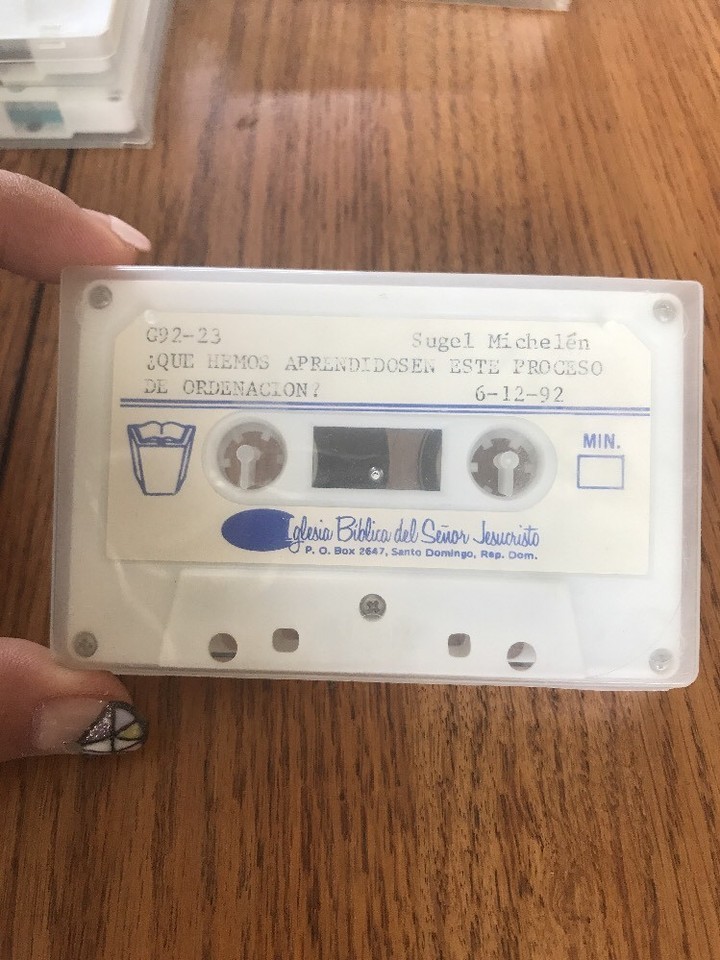 G92-23 Sugel Michelén
¿QUE HEMOS APRENDIDOSEN ESTE PROCESO
DE ORDENACION? 6-12-92
MIN.
Iglesia Bíblica del Señor Jesucristo
P. O. Box 2647, Santo Domingo, Rep. Dom.